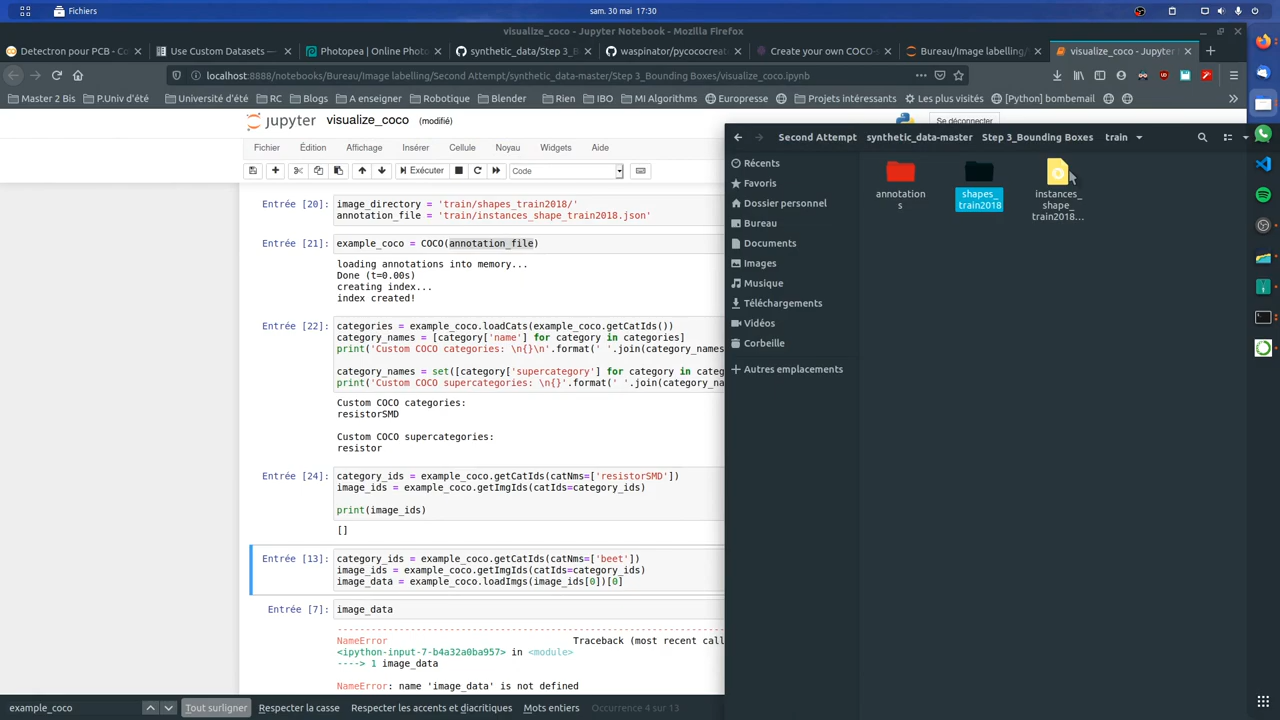 Fichiers
sam. 30 mai 17:30
visualize_coco - Jupyter Notebook - Mozilla Firefox
Detectron pour PCB - Co
Use Custom Datasets —
Photopea | Online Photo
synthetic_data/Step 3_B
waspinator/pycococreat
Create your own COCO-s
Bureau/Image labelling/
visualize_coco - Jupyter
localhost:8888/notebooks/Bureau/Image labelling/Second Attempt/synthetic_data-master/Step 3_Bounding Boxes/visualize_coco.ipynb
Master 2 Bis
P.Univ d'été
Université d'été
RC
Blogs
A enseigner
Robotique
Blender
Rien
IBO
MI Algorithms
Europresse
Projets intéressants
Les plus visités
[Python] bombemail
jupyter visualize_coco (modifié)
Se déconnecter
Fichier Édition Affichage Insérer Cellule Noyau Widgets Aide
Exécuter
Code
Entrée [20]: image_directory = 'train/shapes_train2018/'
annotation_file = 'train/instances_shape_train2018.json'
Entrée [21]: example_coco = COCO(annotation_file)
loading annotations into memory...
Done (t=0.00s)
creating index...
index created!
Entrée [22]: categories = example_coco.loadCats(example_coco.getCatIds())
category_names = [category['name'] for category in categories]
print('Custom COCO categories: \n{}\n'.format(' '.join(category_names
category_names = set([category['supercategory'] for category in categ
print('Custom COCO supercategories: \n{}'.format(' '.join(category_na
Custom COCO categories:
resistorSMD
Custom COCO supercategories:
resistor
Entrée [24]: category_ids = example_coco.getCatIds(catNms=['resistorSMD'])
image_ids = example_coco.getImgIds(catIds=category_ids)
print(image_ids)
[]
Entrée [13]: category_ids = example_coco.getCatIds(catNms=['beet'])
image_ids = example_coco.getImgIds(catIds=category_ids)
image_data = example_coco.loadImgs(image_ids[0])[0]
Entrée [7]: image_data
NameError Traceback (most recent call
<ipython-input-7-b4a32a0ba957> in <module>
----> 1 image_data
NameError: name 'image_data' is not defined
Second Attempt
synthetic_data-master
Step 3_Bounding Boxes
train
Récents
Favoris
Dossier personnel
Bureau
Documents
Images
Musique
Téléchargements
Vidéos
Corbeille
Autres emplacements
annotation
s
shapes_
train2018
instances_
shape_
train2018...
example_coco
Tout surligner
Respecter la casse
Respecter les accents et diacritiques
Mots entiers
Occurrence 4 sur 13